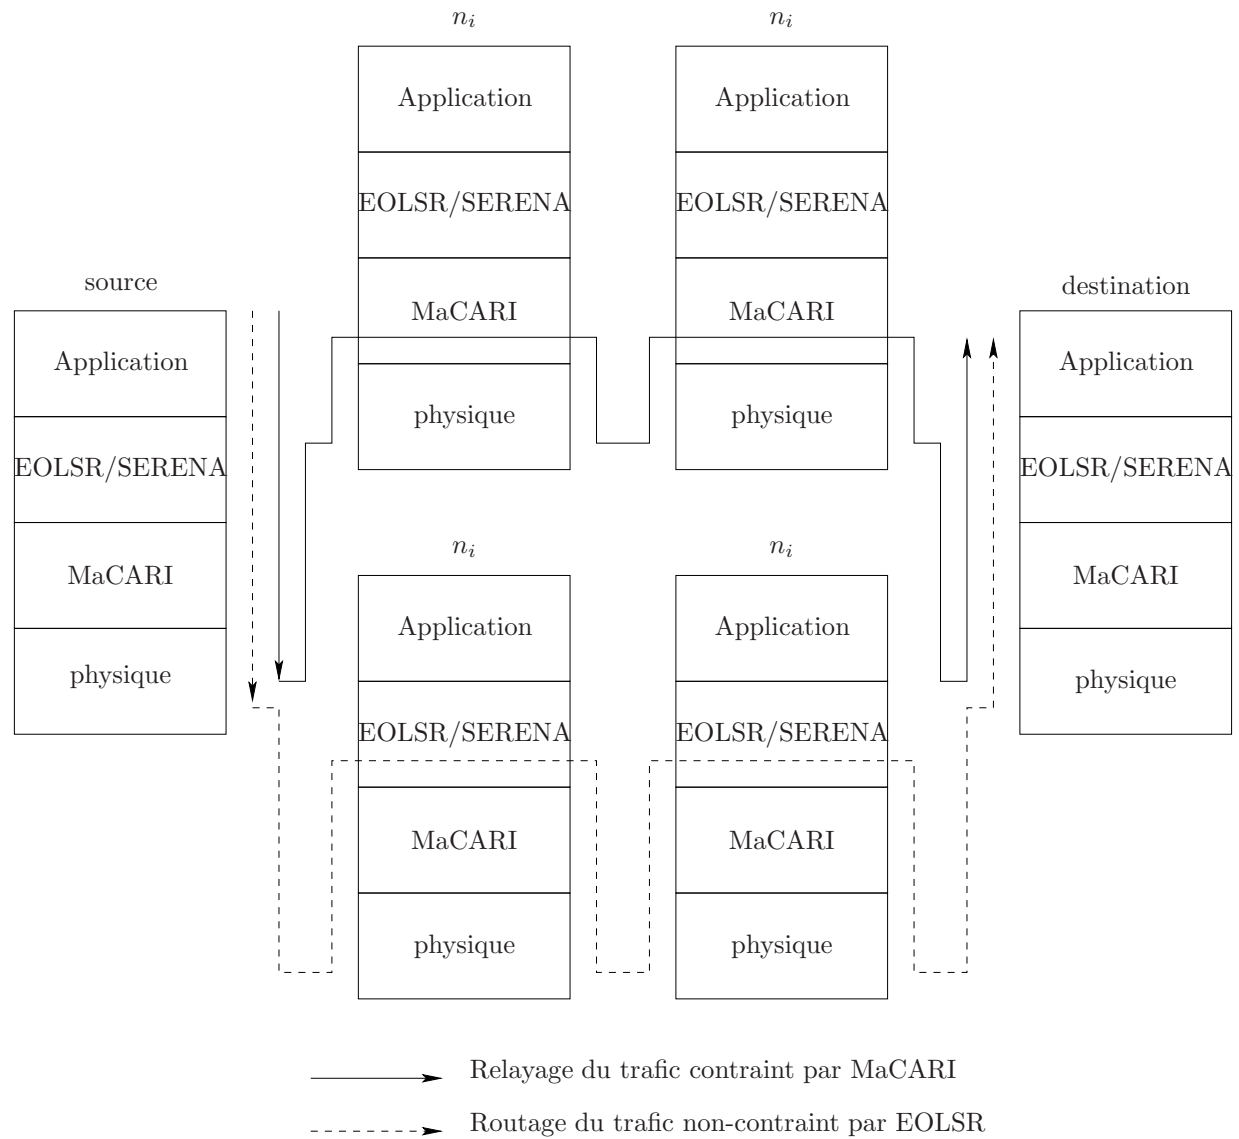 n_i
Application
EOLSR/SERENA
MaCARI
physique
n_i
Application
EOLSR/SERENA
MaCARI
physique
source
Application
EOLSR/SERENA
MaCARI
physique
destination
Application
EOLSR/SERENA
MaCARI
physique
n_i
Application
EOLSR/SERENA
MaCARI
physique
n_i
Application
EOLSR/SERENA
MaCARI
physique
Relayage du trafic contraint par MaCARI
Routage du trafic non-contraint par EOLSR